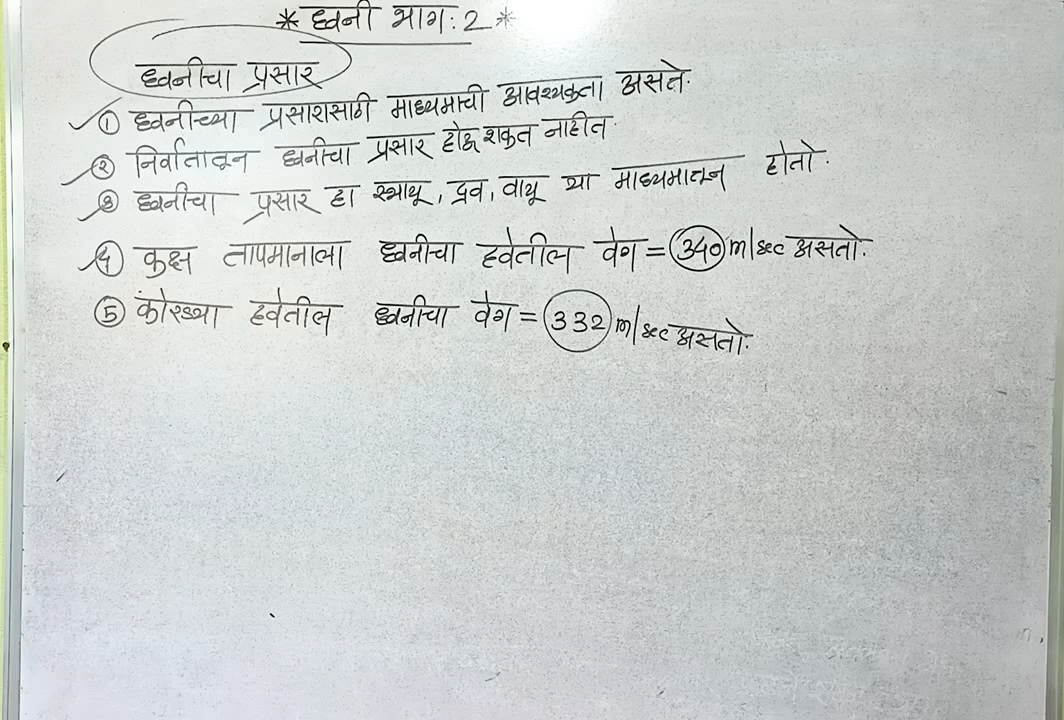 * ध्वनी भाग: 2 *
ध्वनीचा प्रसार
① ध्वनीच्या प्रसारासाठी माध्यमाची आवश्यकता असते.
② निर्वातातून ध्वनीचा प्रसार होऊ शकत नाहीत.
③ ध्वनीचा प्रसार हा स्थायू, द्रव, वायू या माध्यमातून होतो.
④ कक्ष तापमानाला ध्वनीचा हवेतील वेग = 340 m/sec असतो.
⑤ कोरड्या हवेतील ध्वनीचा वेग = 332 m/sec असतो.